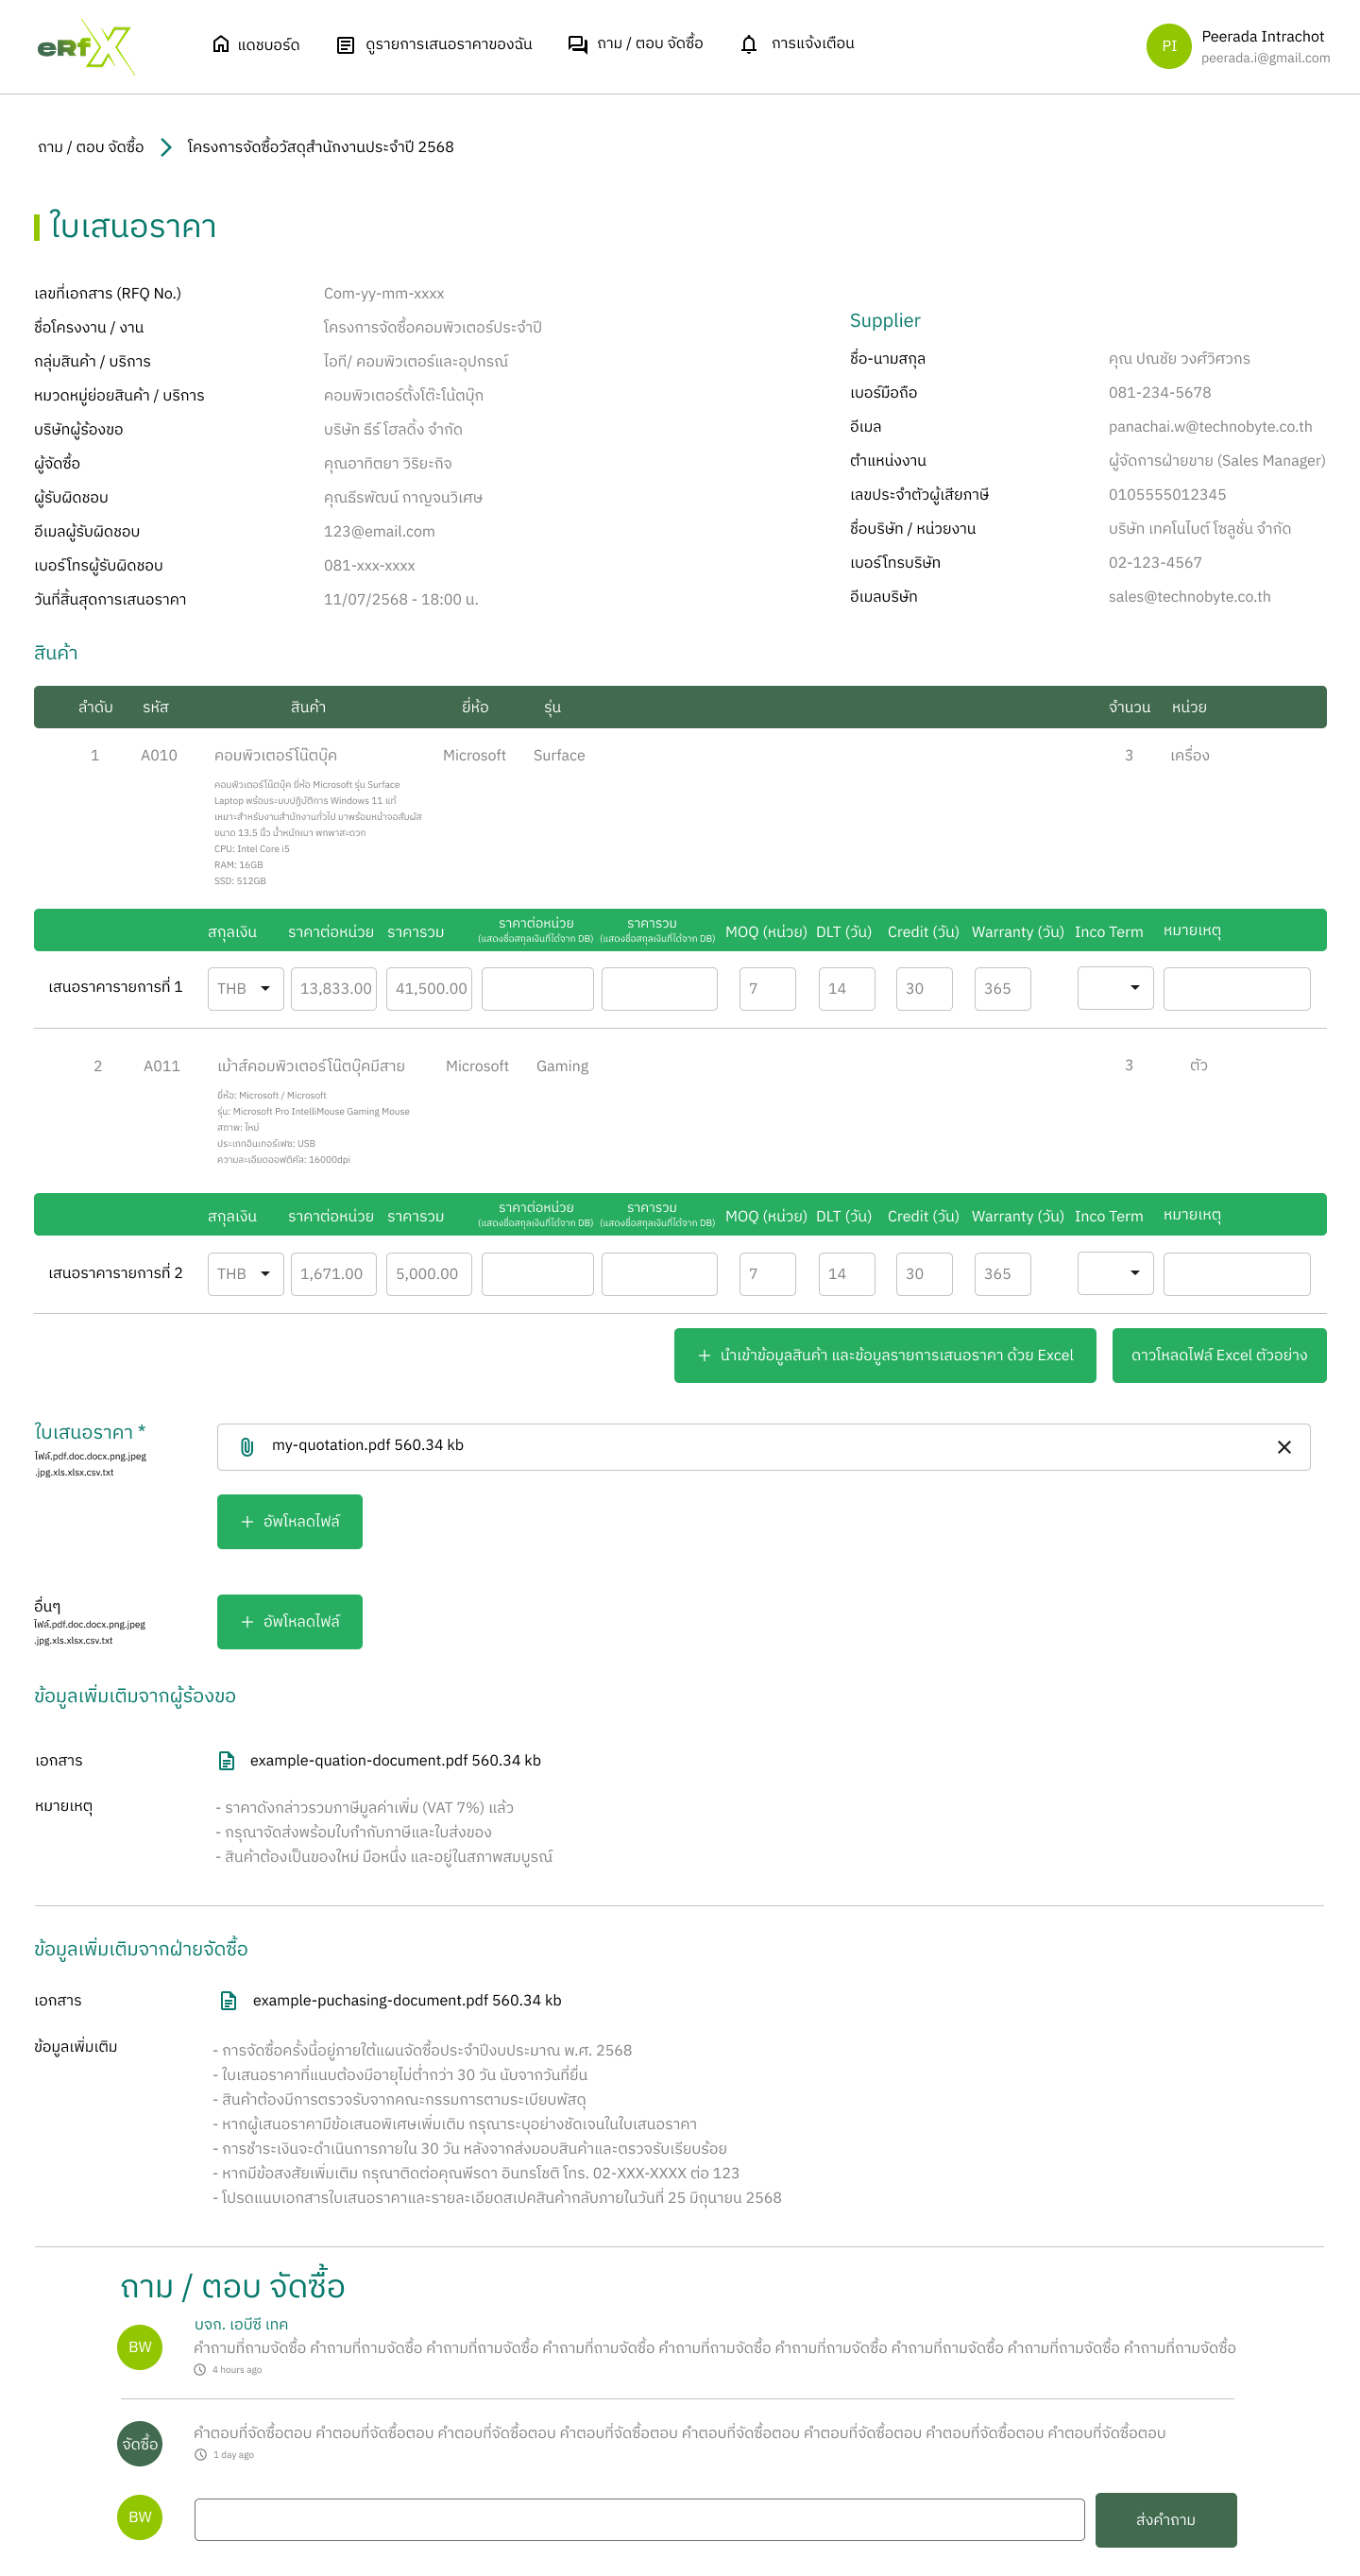 eRfX
แดชบอร์ด
ดูรายการเสนอราคาของฉัน
ถาม / ตอบ จัดซื้อ
การแจ้งเตือน
PI
Peerada Intrachot
peerada.i@gmail.com
ถาม / ตอบ จัดซื้อ
โครงการจัดซื้อวัสดุสำนักงานประจำปี 2568
ใบเสนอราคา
เลขที่เอกสาร (RFQ No.) Com-yy-mm-xxxx
ชื่อโครงงาน / งาน โครงการจัดซื้อคอมพิวเตอร์ประจำปี
กลุ่มสินค้า / บริการ ไอที/ คอมพิวเตอร์และอุปกรณ์
หมวดหมู่ย่อยสินค้า / บริการ คอมพิวเตอร์ตั้งโต๊ะโน้ตบุ๊ก
บริษัทผู้ร้องขอ บริษัท ธีร์ โฮลดิ้ง จำกัด
ผู้จัดซื้อ คุณอาทิตยา วิริยะกิจ
ผู้รับผิดชอบ คุณธีรพัฒน์ กาญจนวิเศษ
อีเมลผู้รับผิดชอบ 123@email.com
เบอร์โทรผู้รับผิดชอบ 081-xxx-xxxx
วันที่สิ้นสุดการเสนอราคา 11/07/2568 - 18:00 น.
Supplier
ชื่อ-นามสกุล คุณ ปณชัย วงศ์วิศวกร
เบอร์มือถือ 081-234-5678
อีเมล panachai.w@technobyte.co.th
ตำแหน่งงาน ผู้จัดการฝ่ายขาย (Sales Manager)
เลขประจำตัวผู้เสียภาษี 0105555012345
ชื่อบริษัท / หน่วยงาน บริษัท เทคโนไบต์ โซลูชั่น จำกัด
เบอร์โทรบริษัท 02-123-4567
อีเมลบริษัท sales@technobyte.co.th
สินค้า
ลำดับ รหัส สินค้า ยี่ห้อ รุ่น จำนวน หน่วย
1 A010 คอมพิวเตอร์โน๊ตบุ๊ค Microsoft Surface 3 เครื่อง
คอมพิวเตอร์โน๊ตบุ๊ค ยี่ห้อ Microsoft รุ่น Surface
Laptop พร้อมระบบปฏิบัติการ Windows 11 แท้
เหมาะสำหรับงานสำนักงานทั่วไป มาพร้อมหน้าจอสัมผัส
ขนาด 13.5 นิ้ว น้ำหนักเบา พกพาสะดวก
CPU: Intel Core i5
RAM: 16GB
SSD: 512GB
สกุลเงิน ราคาต่อหน่วย ราคารวม ราคาต่อหน่วย ราคารวม MOQ (หน่วย) DLT (วัน) Credit (วัน) Warranty (วัน) Inco Term หมายเหตุ
(แสดงชื่อสกุลเงินที่ได้จาก DB) (แสดงชื่อสกุลเงินที่ได้จาก DB)
เสนอราคารายการที่ 1 THB 13,833.00 41,500.00 7 14 30 365
2 A011 เม้าส์คอมพิวเตอร์โน๊ตบุ๊คมีสาย Microsoft Gaming 3 ตัว
ยี่ห้อ: Microsoft / Microsoft
รุ่น: Microsoft Pro IntelliMouse Gaming Mouse
สภาพ: ใหม่
ประเภทอินเทอร์เฟซ: USB
ความละเอียดออฟติคัล: 16000dpi
สกุลเงิน ราคาต่อหน่วย ราคารวม ราคาต่อหน่วย ราคารวม MOQ (หน่วย) DLT (วัน) Credit (วัน) Warranty (วัน) Inco Term หมายเหตุ
(แสดงชื่อสกุลเงินที่ได้จาก DB) (แสดงชื่อสกุลเงินที่ได้จาก DB)
เสนอราคารายการที่ 2 THB 1,671.00 5,000.00 7 14 30 365
+ นำเข้าข้อมูลสินค้า และข้อมูลรายการเสนอราคา ด้วย Excel
ดาวโหลดไฟล์ Excel ตัวอย่าง
ใบเสนอราคา *
ไฟล์.pdf.doc.docx.png.jpeg
.jpg.xls.xlsx.csv.txt
my-quotation.pdf 560.34 kb
+ อัพโหลดไฟล์
อื่นๆ
ไฟล์.pdf.doc.docx.png.jpeg
.jpg.xls.xlsx.csv.txt
+ อัพโหลดไฟล์
ข้อมูลเพิ่มเติมจากผู้ร้องขอ
เอกสาร example-quation-document.pdf 560.34 kb
หมายเหตุ
- ราคาดังกล่าวรวมภาษีมูลค่าเพิ่ม (VAT 7%) แล้ว
- กรุณาจัดส่งพร้อมใบกำกับภาษีและใบส่งของ
- สินค้าต้องเป็นของใหม่ มือหนึ่ง และอยู่ในสภาพสมบูรณ์
ข้อมูลเพิ่มเติมจากฝ่ายจัดซื้อ
เอกสาร example-puchasing-document.pdf 560.34 kb
ข้อมูลเพิ่มเติม
- การจัดซื้อครั้งนี้อยู่ภายใต้แผนจัดซื้อประจำปีงบประมาณ พ.ศ. 2568
- ใบเสนอราคาที่แนบต้องมีอายุไม่ต่ำกว่า 30 วัน นับจากวันที่ยื่น
- สินค้าต้องมีการตรวจรับจากคณะกรรมการตามระเบียบพัสดุ
- หากผู้เสนอราคามีข้อเสนอพิเศษเพิ่มเติม กรุณาระบุอย่างชัดเจนในใบเสนอราคา
- การชำระเงินจะดำเนินการภายใน 30 วัน หลังจากส่งมอบสินค้าและตรวจรับเรียบร้อย
- หากมีข้อสงสัยเพิ่มเติม กรุณาติดต่อคุณพีรดา อินทรโชติ โทร. 02-XXX-XXXX ต่อ 123
- โปรดแนบเอกสารใบเสนอราคาและรายละเอียดสเปคสินค้ากลับภายในวันที่ 25 มิถุนายน 2568
ถาม / ตอบ จัดซื้อ
BW
บจก. เอบีซี เทค
คำถามที่ถามจัดซื้อ คำถามที่ถามจัดซื้อ คำถามที่ถามจัดซื้อ คำถามที่ถามจัดซื้อ คำถามที่ถามจัดซื้อ คำถามที่ถามจัดซื้อ คำถามที่ถามจัดซื้อ คำถามที่ถามจัดซื้อ คำถามที่ถามจัดซื้อ
4 hours ago
จัดซื้อ
คำตอบที่จัดซื้อตอบ คำตอบที่จัดซื้อตอบ คำตอบที่จัดซื้อตอบ คำตอบที่จัดซื้อตอบ คำตอบที่จัดซื้อตอบ คำตอบที่จัดซื้อตอบ คำตอบที่จัดซื้อตอบ คำตอบที่จัดซื้อตอบ
1 day ago
BW
ส่งคำถาม